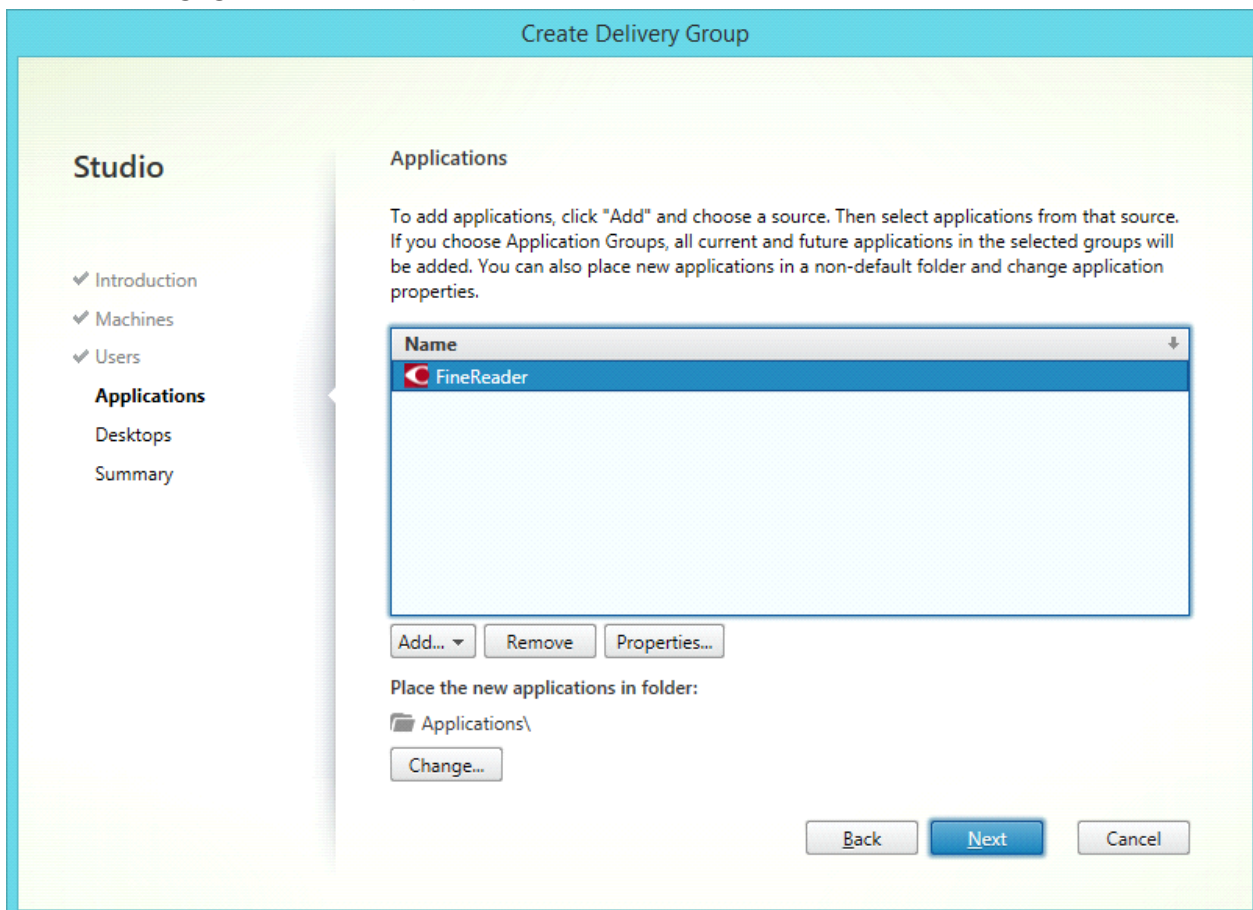 Create Delivery Group
Studio
Introduction
Machines
Users
Applications
Desktops
Summary
Applications
To add applications, click "Add" and choose a source. Then select applications from that source.
If you choose Application Groups, all current and future applications in the selected groups will
be added. You can also place new applications in a non-default folder and change application
properties.
Name
FineReader
Add...
Remove
Properties...
Place the new applications in folder:
Applications\
Change...
Back
Next
Cancel